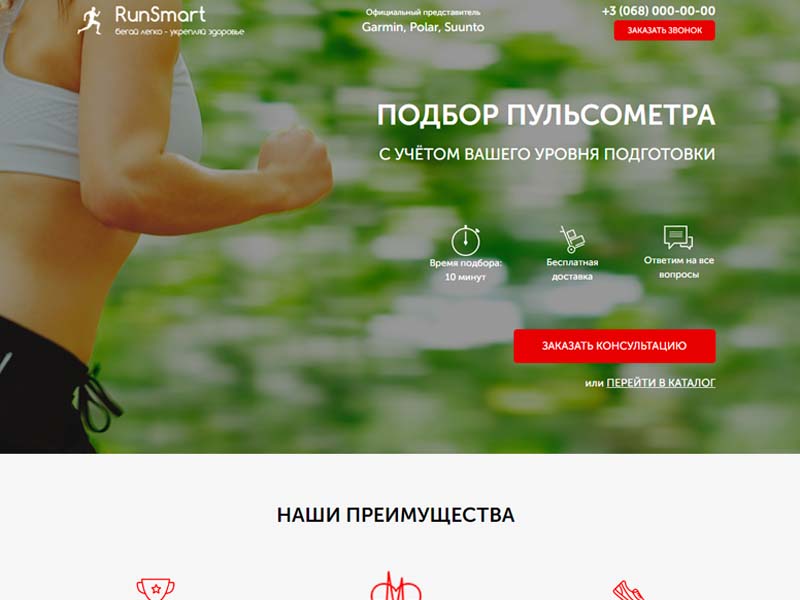 RunSmart
бегай легко - укрепляй здоровье
Официальный представитель
Garmin, Polar, Suunto
+3 (068) 000-00-00
ЗАКАЗАТЬ ЗВОНОК
ПОДБОР ПУЛЬСОМЕТРА
С УЧЁТОМ ВАШЕГО УРОВНЯ ПОДГОТОВКИ
Время подбора:
10 минут
Бесплатная
доставка
Ответим на все
вопросы
ЗАКАЗАТЬ КОНСУЛЬТАЦИЮ
или ПЕРЕЙТИ В КАТАЛОГ
НАШИ ПРЕИМУЩЕСТВА